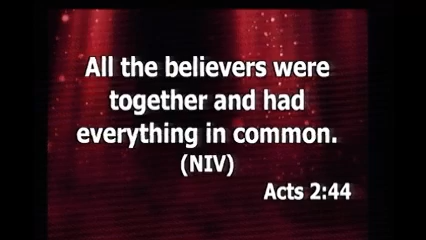 All the believers were
together and had
everything in common.
(NIV)
Acts 2:44